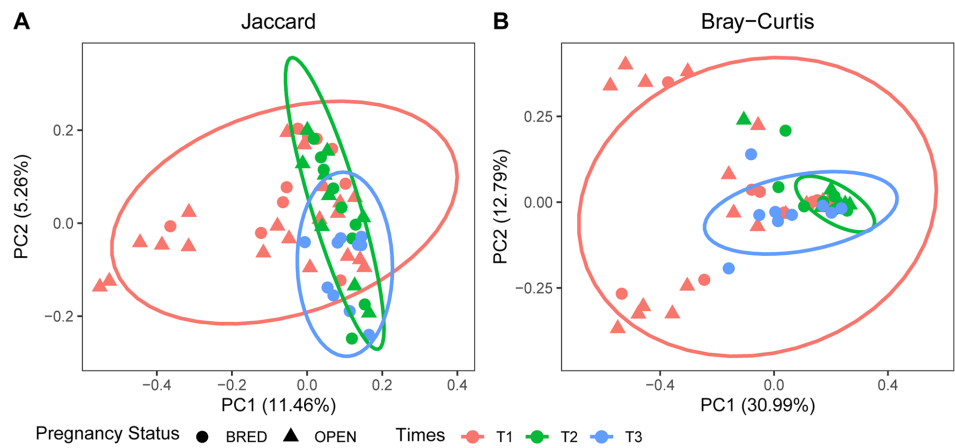 A Jaccard
B Bray−Curtis
PC2 (5.26%)
0.2
0.0
−0.2
−0.4 −0.2 0.0 0.2 0.4
PC1 (11.46%)
PC2 (12.79%)
0.25
0.00
−0.25
−0.4 0.0 0.4
PC1 (30.99%)
Pregnancy Status BRED OPEN Times T1 T2 T3